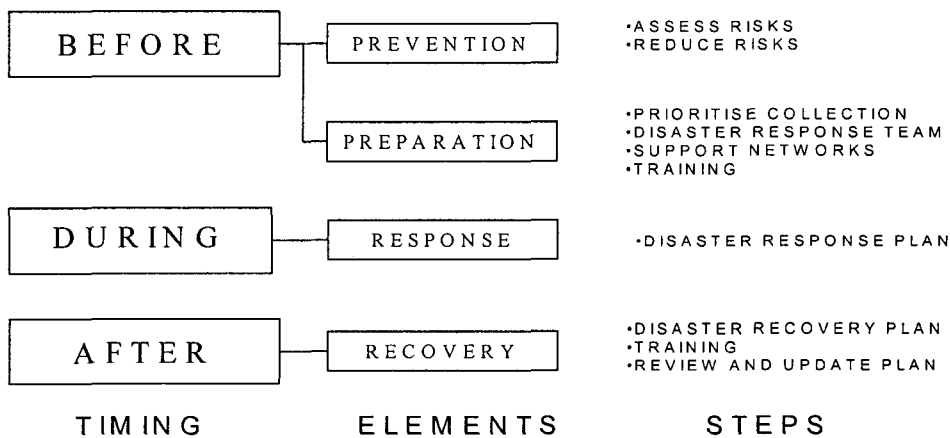 BEFORE
PREVENTION
•ASSESS RISKS
•REDUCE RISKS
PREPARATION
•PRIORITISE COLLECTION
•DISASTER RESPONSE TEAM
•SUPPORT NETWORKS
•TRAINING
DURING
RESPONSE
•DISASTER RESPONSE PLAN
AFTER
RECOVERY
•DISASTER RECOVERY PLAN
•TRAINING
•REVIEW AND UPDATE PLAN
TIMING
ELEMENTS
STEPS